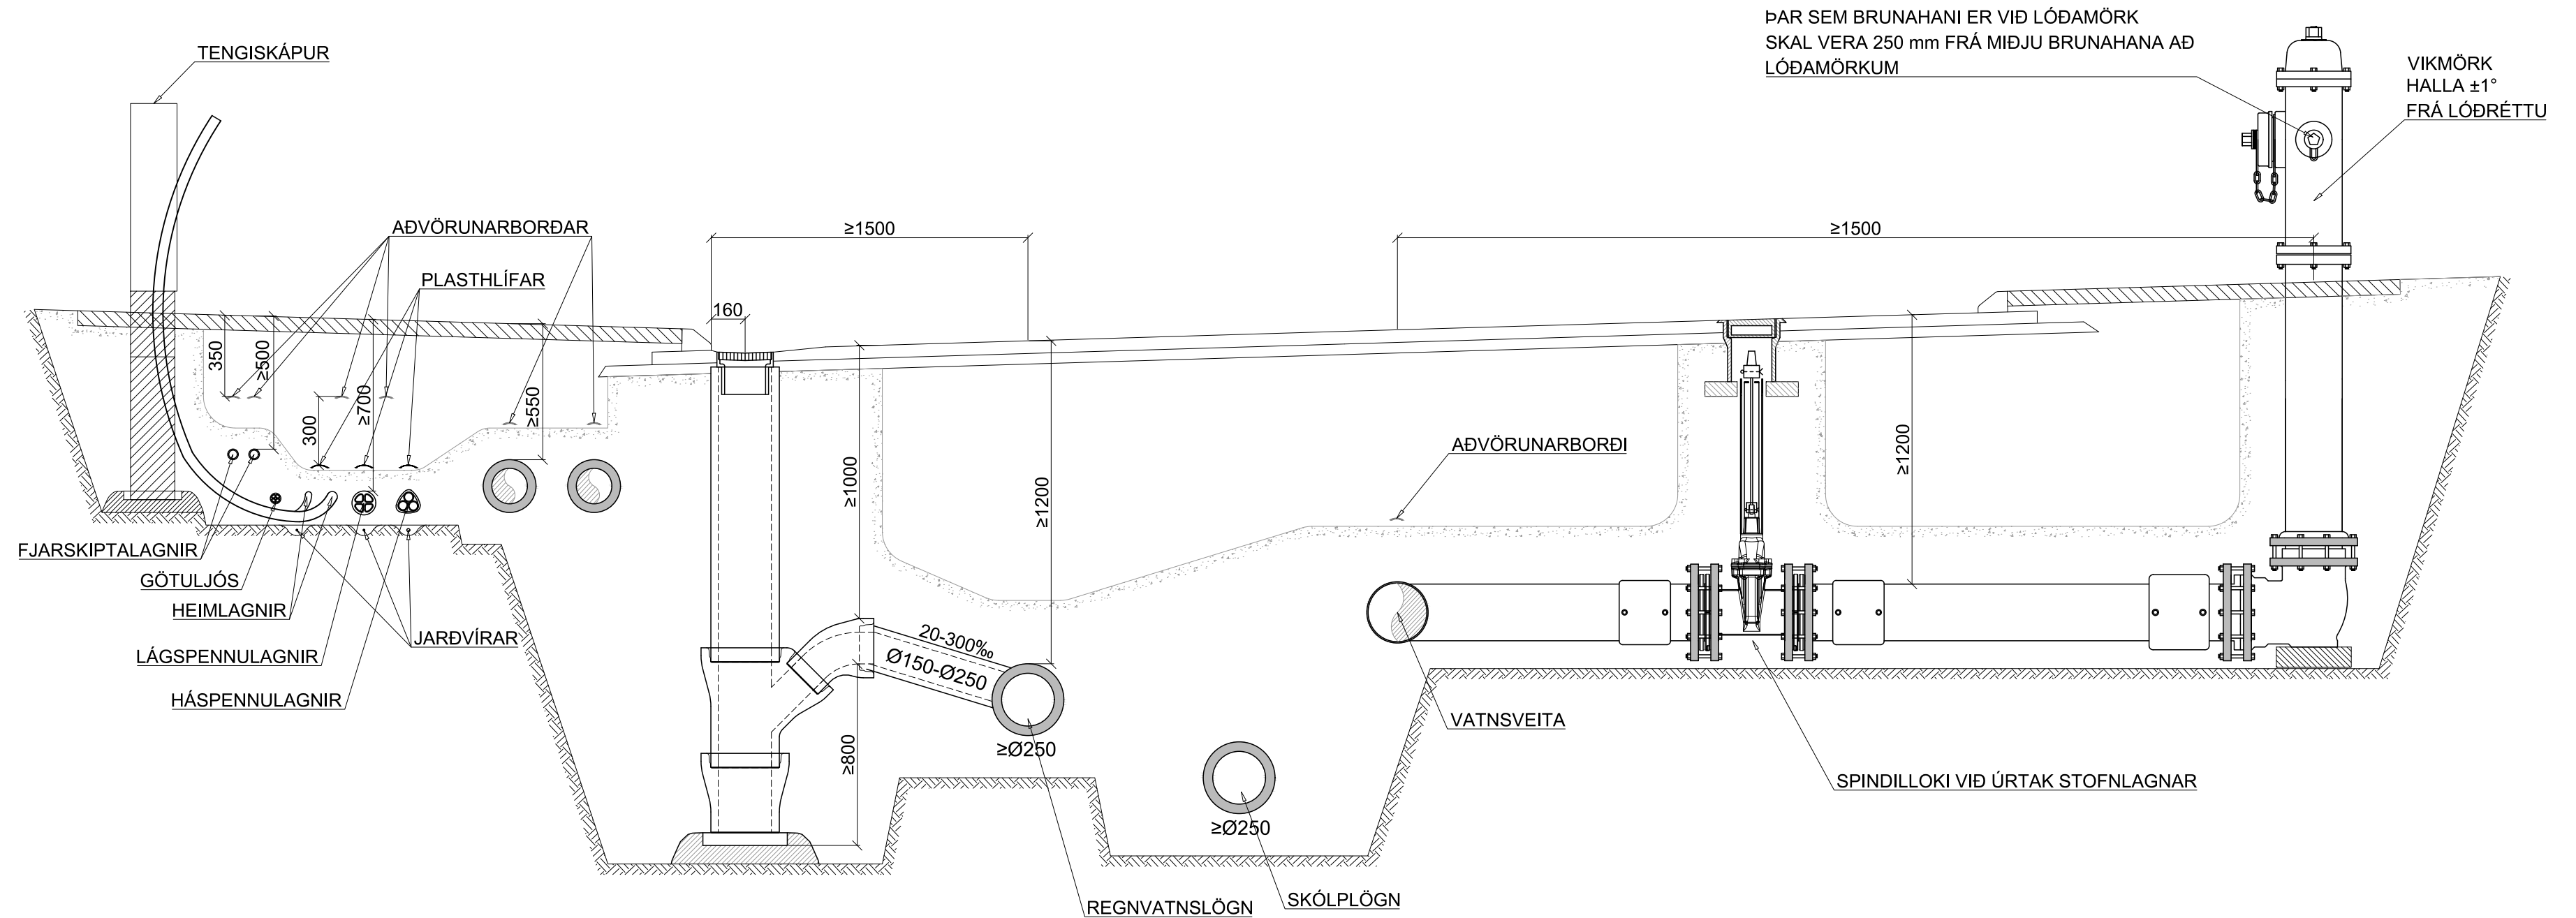 ÞAR SEM BRUNAHANI ER VIÐ LÓÐAMÖRK
SKAL VERA 250 mm FRÁ MIÐJU BRUNAHANA AÐ
LÓÐAMÖRKUM
TENGISKÁPUR
VIKMÖRK
HALLA ±1°
FRÁ LÓÐRÉTTU
AÐVÖRUNARBORÐAR
≥1500
≥1500
PLASTHLÍFAR
160
350
≥500
300
≥700
≥550
≥1000
≥1200
≥1200
AÐVÖRUNARBORÐI
FJARSKIPTALAGNIR
GÖTULJÓS
HEIMLAGNIR
JARÐVÍRAR
LÁGSPENNULAGNIR
HÁSPENNULAGNIR
20-300‰
Ø150-Ø250
≥Ø250
≥800
VATNSVEITA
SPINDILLOKI VIÐ ÚRTAK STOFNLAGNAR
≥Ø250
REGNVATNSLÖGN
SKÓLPLÖGN